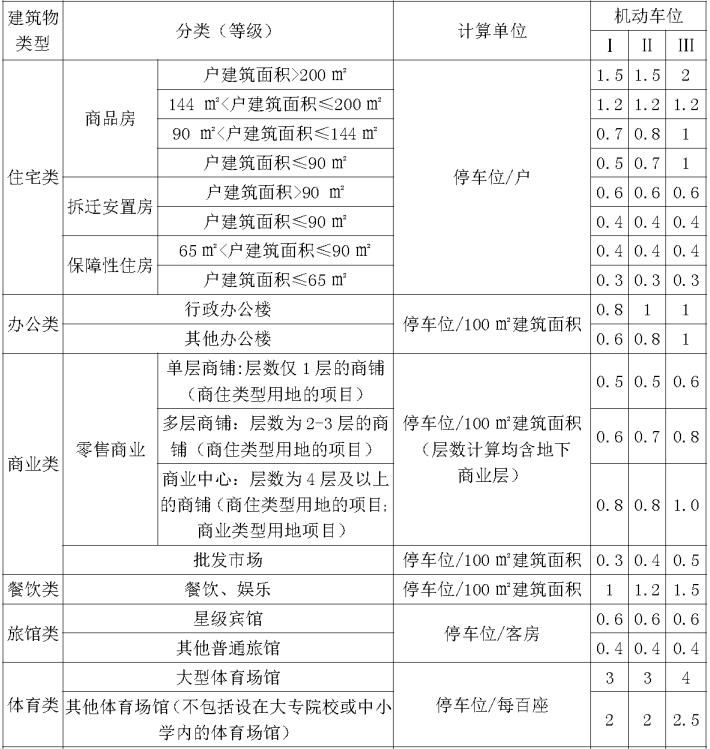 建筑物类型 分类（等级） 计算单位 机动车位
Ⅰ Ⅱ Ⅲ
住宅类 商品房 户建筑面积>200 ㎡ 停车位/户 1.5 1.5 2
144 ㎡<户建筑面积≤200㎡ 1.2 1.2 1.2
90 ㎡<户建筑面积≤144㎡ 0.7 0.8 1
户建筑面积≤90㎡ 0.5 0.7 1
拆迁安置房 户建筑面积>90 ㎡ 0.6 0.6 0.6
户建筑面积≤90㎡ 0.4 0.4 0.4
保障性住房 65㎡<户建筑面积≤90㎡ 0.4 0.4 0.4
户建筑面积≤65㎡ 0.3 0.3 0.3
办公类 行政办公楼 停车位/100 ㎡建筑面积 0.8 1 1
其他办公楼 0.6 0.8 1
商业类 零售商业 单层商铺:层数仅 1 层的商铺
（商住类型用地的项目） 0.5 0.5 0.6
多层商铺：层数为 2-3 层的商
铺（商住类型用地的项目） 停车位/100 ㎡建筑面积
（层数计算均含地下
商业层） 0.6 0.7 0.8
商业中心：层数为 4 层及以上
的商铺（商住类型用地的项目;
商业类型用地项目） 0.8 0.8 1.0
批发市场 停车位/100 ㎡建筑面积 0.3 0.4 0.5
餐饮类 餐饮、娱乐 停车位/100 ㎡建筑面积 1 1.2 1.5
旅馆类 星级宾馆 停车位/客房 0.6 0.6 0.6
其他普通旅馆 0.4 0.4 0.4
体育类 大型体育场馆 停车位/每百座 3 3 4
其他体育场馆（不包括设在大专院校或中小
学内的体育场馆） 2 2 2.5